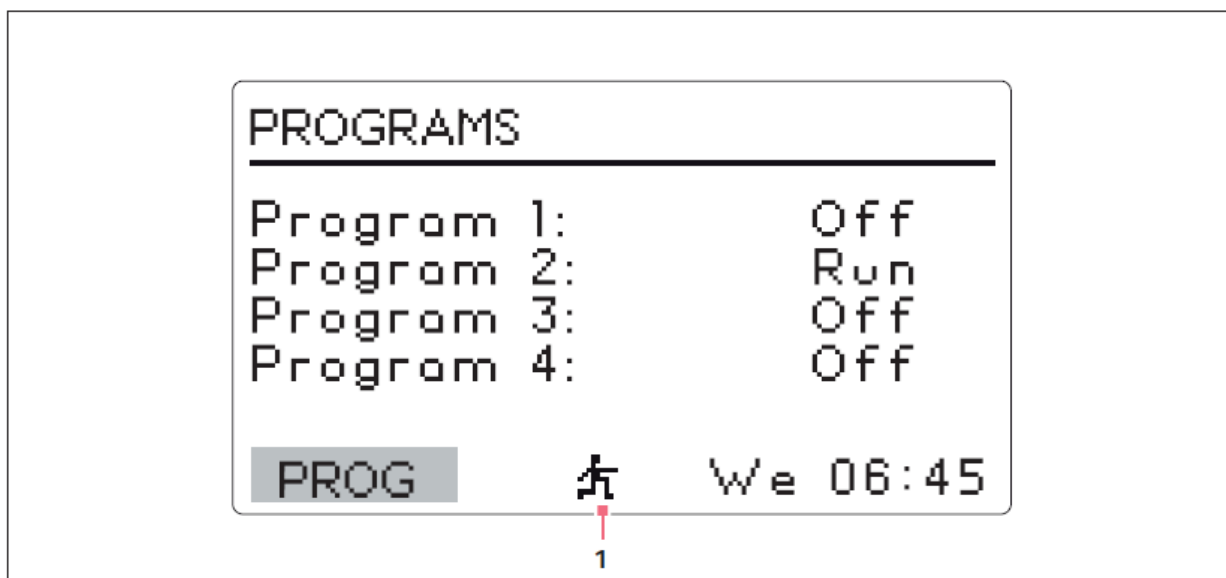 PROGRAMS
Program 1: Off
Program 2: Run
Program 3: Off
Program 4: Off
PROG We 06:45
1